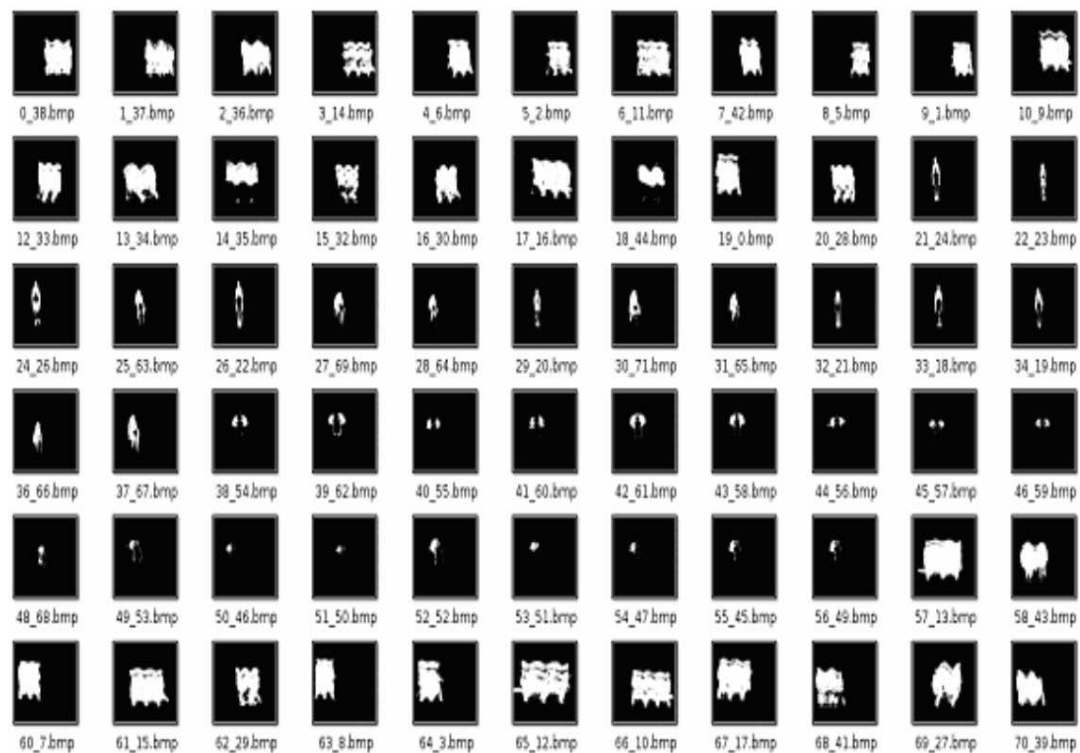 0_38.bmp 1_37.bmp 2_36.bmp 3_14.bmp 4_6.bmp 5_2.bmp 6_11.bmp 7_42.bmp 8_5.bmp 9_1.bmp 10_9.bmp
12_33.bmp 13_34.bmp 14_35.bmp 15_32.bmp 16_30.bmp 17_16.bmp 18_44.bmp 19_0.bmp 20_28.bmp 21_24.bmp 22_23.bmp
24_26.bmp 25_63.bmp 26_22.bmp 27_69.bmp 28_64.bmp 29_20.bmp 30_71.bmp 31_65.bmp 32_21.bmp 33_18.bmp 34_19.bmp
36_66.bmp 37_67.bmp 38_54.bmp 39_62.bmp 40_55.bmp 41_60.bmp 42_61.bmp 43_58.bmp 44_56.bmp 45_57.bmp 46_59.bmp
48_68.bmp 49_53.bmp 50_46.bmp 51_50.bmp 52_52.bmp 53_51.bmp 54_47.bmp 55_45.bmp 56_49.bmp 57_13.bmp 58_43.bmp
60_7.bmp 61_15.bmp 62_29.bmp 63_8.bmp 64_3.bmp 65_12.bmp 66_10.bmp 67_17.bmp 68_41.bmp 69_27.bmp 70_39.bmp